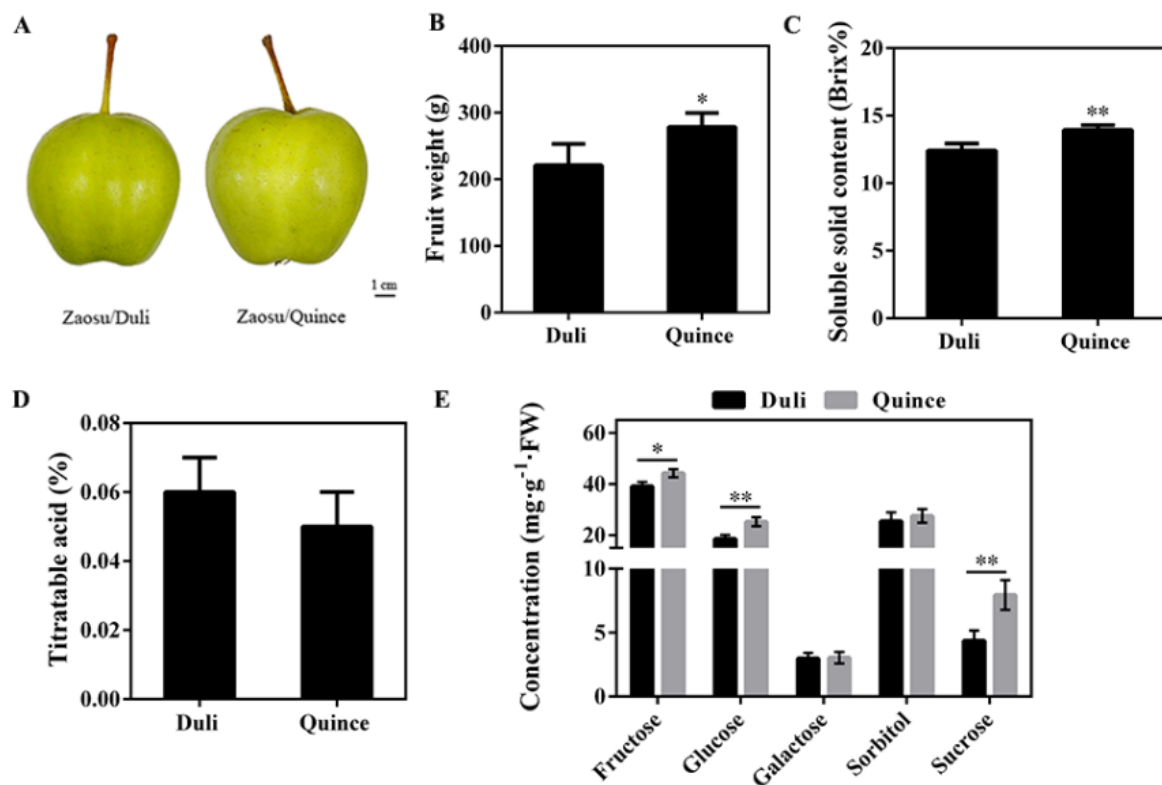 A
Zaosu/Duli
Zaosu/Quince
1 cm
B
Fruit weight (g)
400
300
200
100
0
*
Duli
Quince
C
Soluble solid content (Brix%)
20
15
10
5
0
**
Duli
Quince
D
Titratable acid (%)
0.08
0.06
0.04
0.02
0.00
Duli
Quince
E
Duli
Quince
Concentration (mg·g⁻¹·FW)
60
40
20
10
5
0
*
**
**
Fructose
Glucose
Galactose
Sorbitol
Sucrose